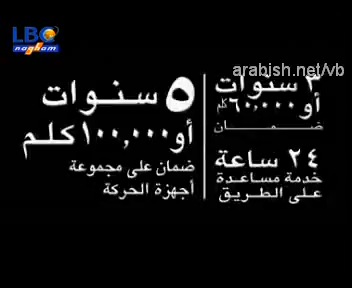 LBC
nagham
arabish.net/vb
٣ سنوات
أو ٦٠,٠٠٠ كلم
ضمان
٢٤ ساعة
خدمة مساعدة
على الطريق
٥ سنوات
أو ١٠٠,٠٠٠ كلم
ضمان على مجموعة
أجهزة الحركة